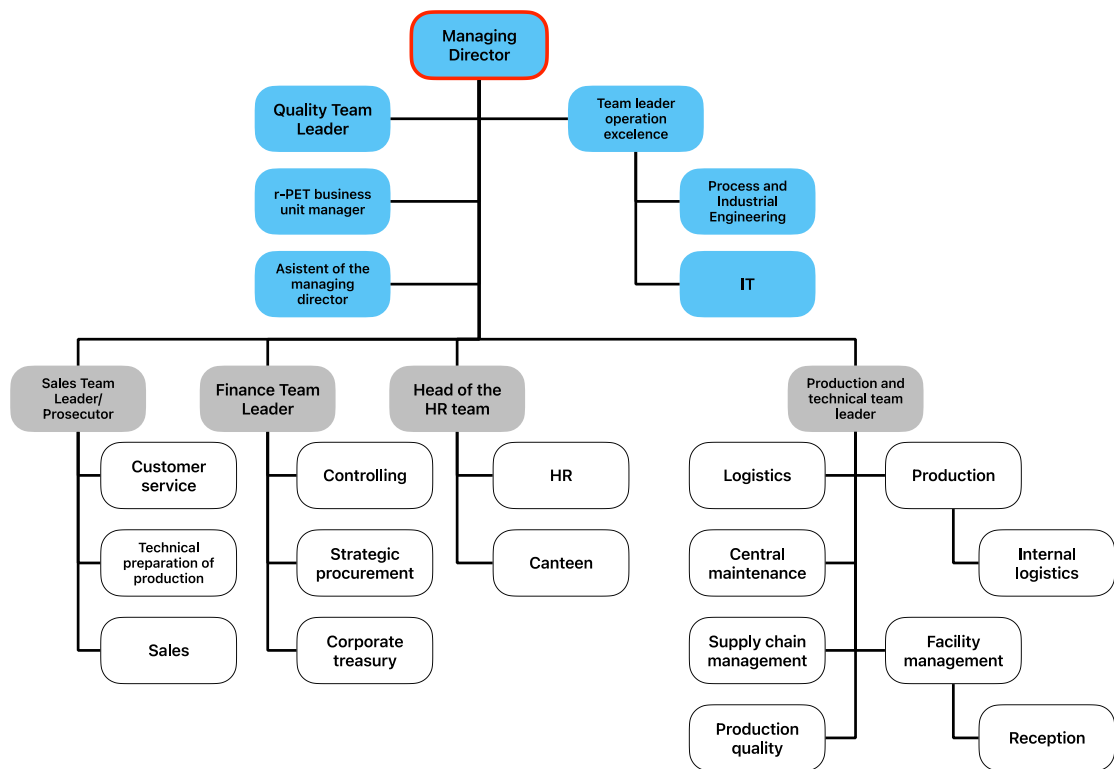 Managing
Director
Quality Team
Leader
Team leader
operation
excelence
r-PET business
unit manager
Process and
Industrial
Engineering
Asistent of the
managing
director
IT
Sales Team
Leader/
Prosecutor
Finance Team
Leader
Head of the
HR team
Production and
technical team
leader
Customer
service
Controlling
HR
Logistics
Production
Technical
preparation of
production
Strategic
procurement
Canteen
Central
maintenance
Internal
logistics
Sales
Corporate
treasury
Supply chain
management
Facility
management
Production
quality
Reception